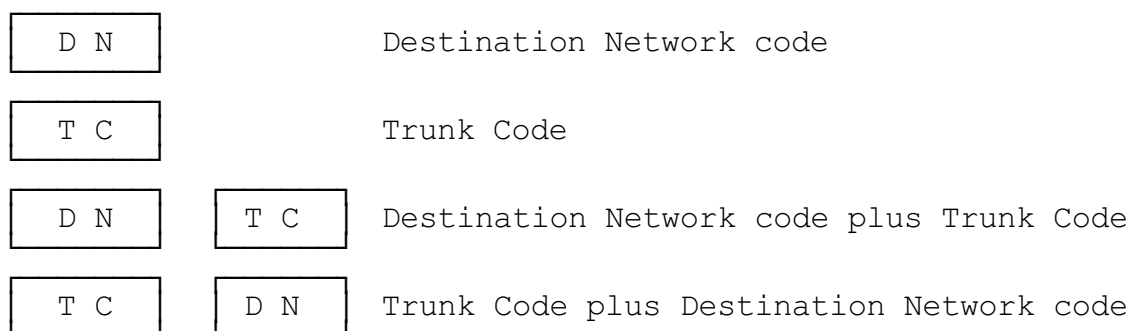 D N Destination Network code
T C Trunk Code
D N T C Destination Network code plus Trunk Code
T C D N Trunk Code plus Destination Network code